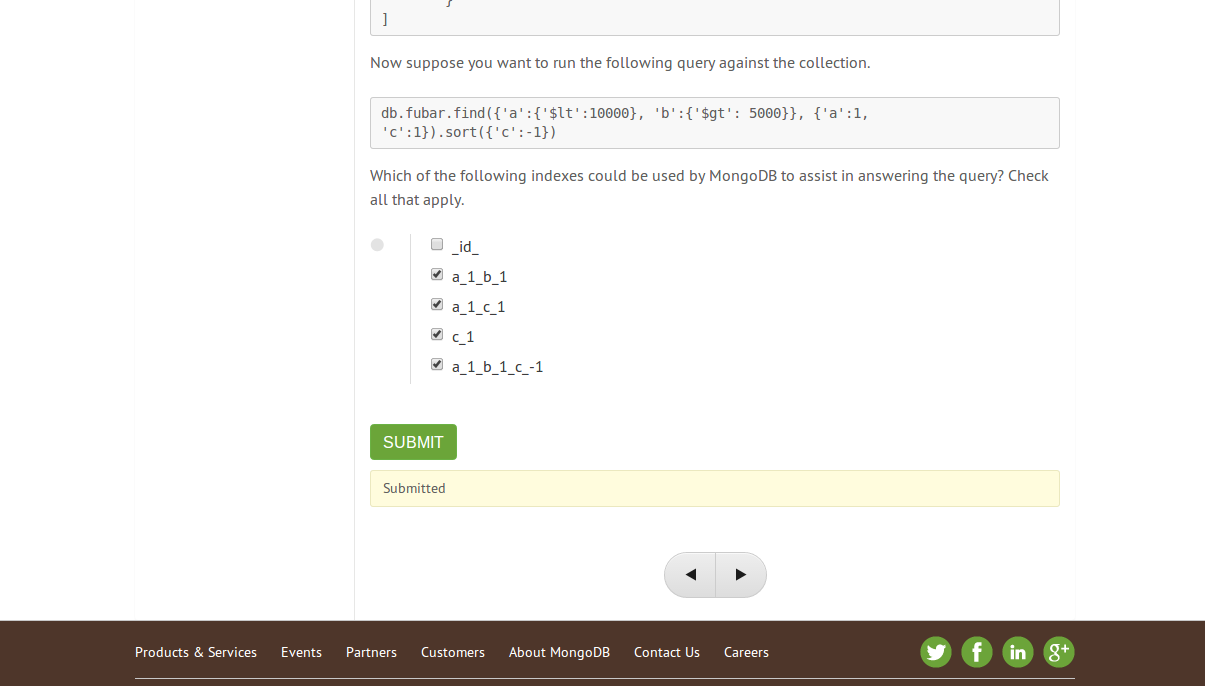 }
]
Now suppose you want to run the following query against the collection.
db.fubar.find({'a':{'$lt':10000}, 'b':{'$gt': 5000}}, {'a':1,
'c':1}).sort({'c':-1})
Which of the following indexes could be used by MongoDB to assist in answering the query? Check
all that apply.
_id_
a_1_b_1
a_1_c_1
c_1
a_1_b_1_c_-1
SUBMIT
Submitted
Products & Services Events Partners Customers About MongoDB Contact Us Careers